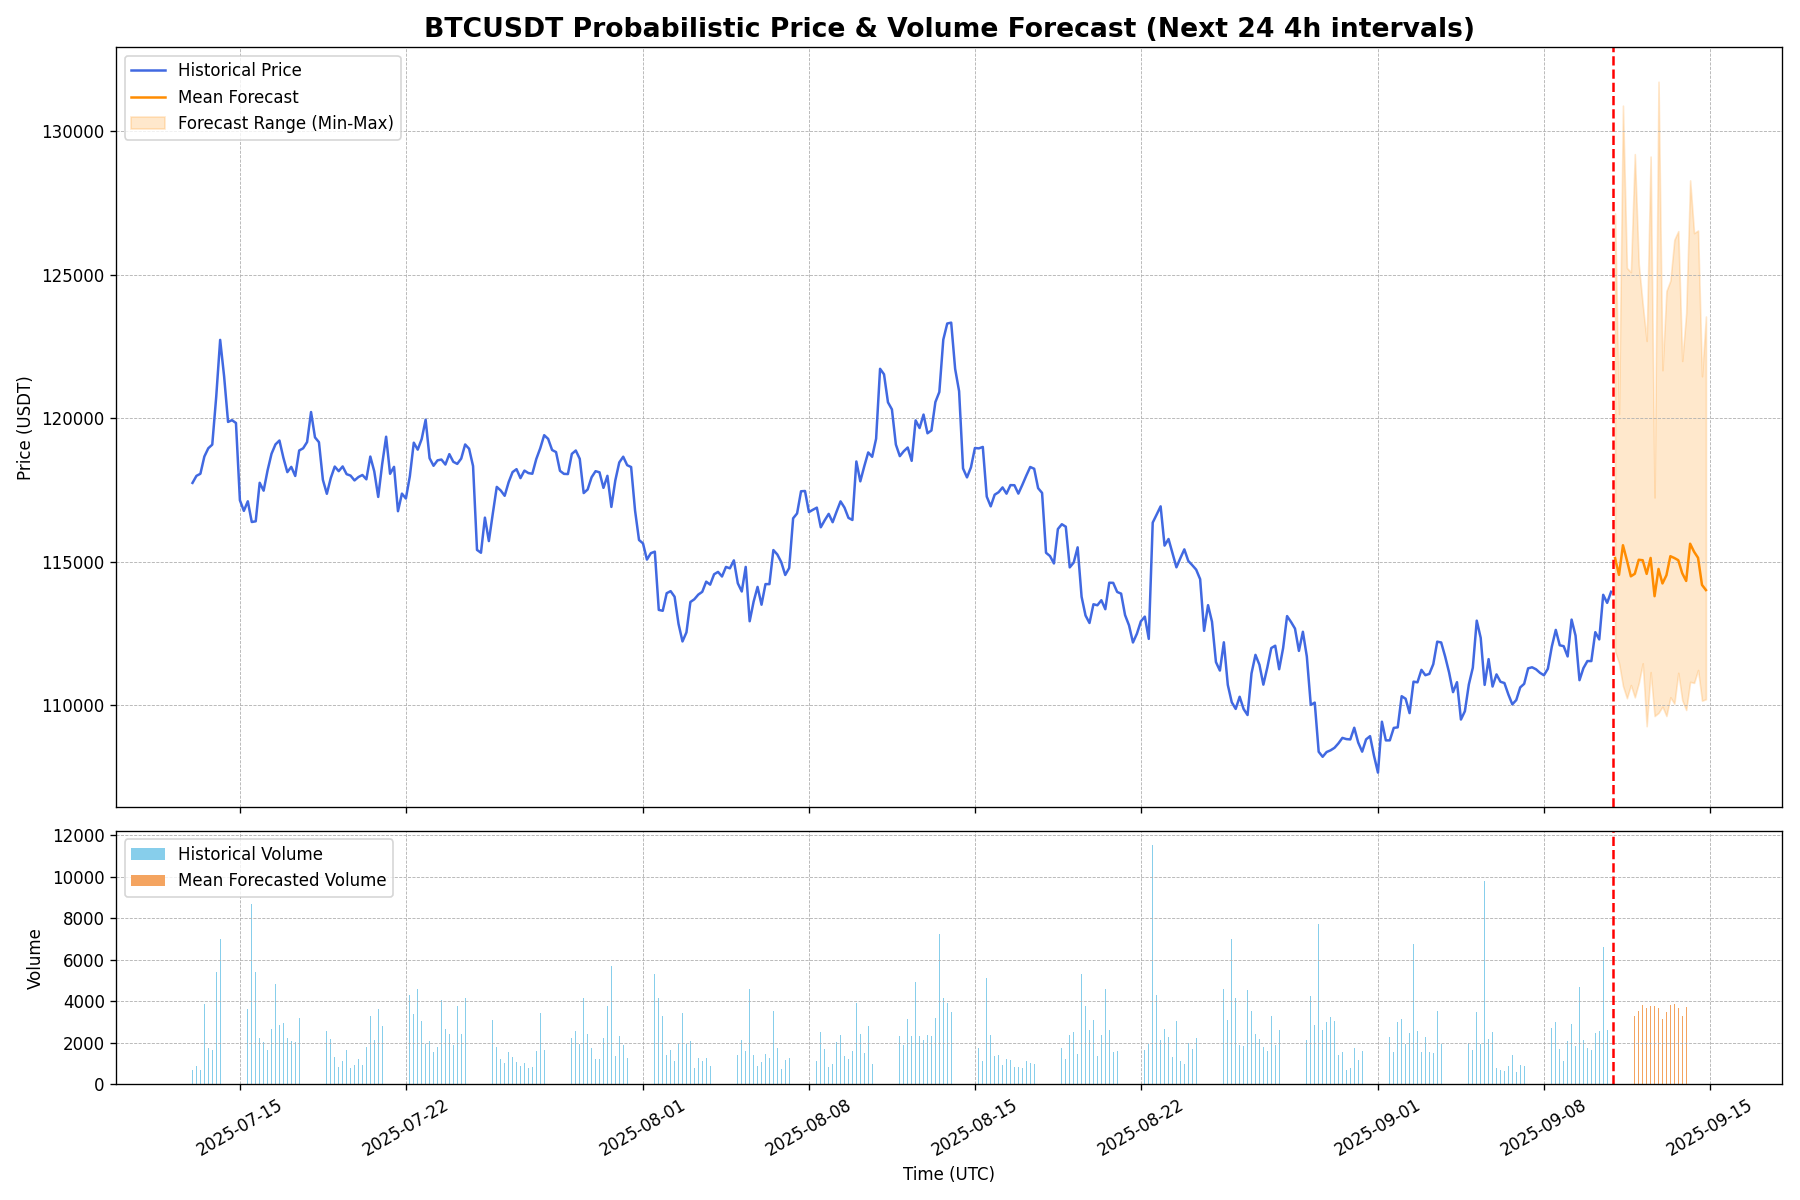 BTCUSDT Probabilistic Price & Volume Forecast (Next 24 4h intervals)
Historical Price
Mean Forecast
Forecast Range (Min-Max)
130000
125000
120000
115000
110000
Price (USDT)
Historical Volume
Mean Forecasted Volume
12000
10000
8000
6000
4000
2000
0
Volume
2025-07-15
2025-07-22
2025-08-01
2025-08-08
2025-08-15
2025-08-22
2025-09-01
2025-09-08
2025-09-15
Time (UTC)